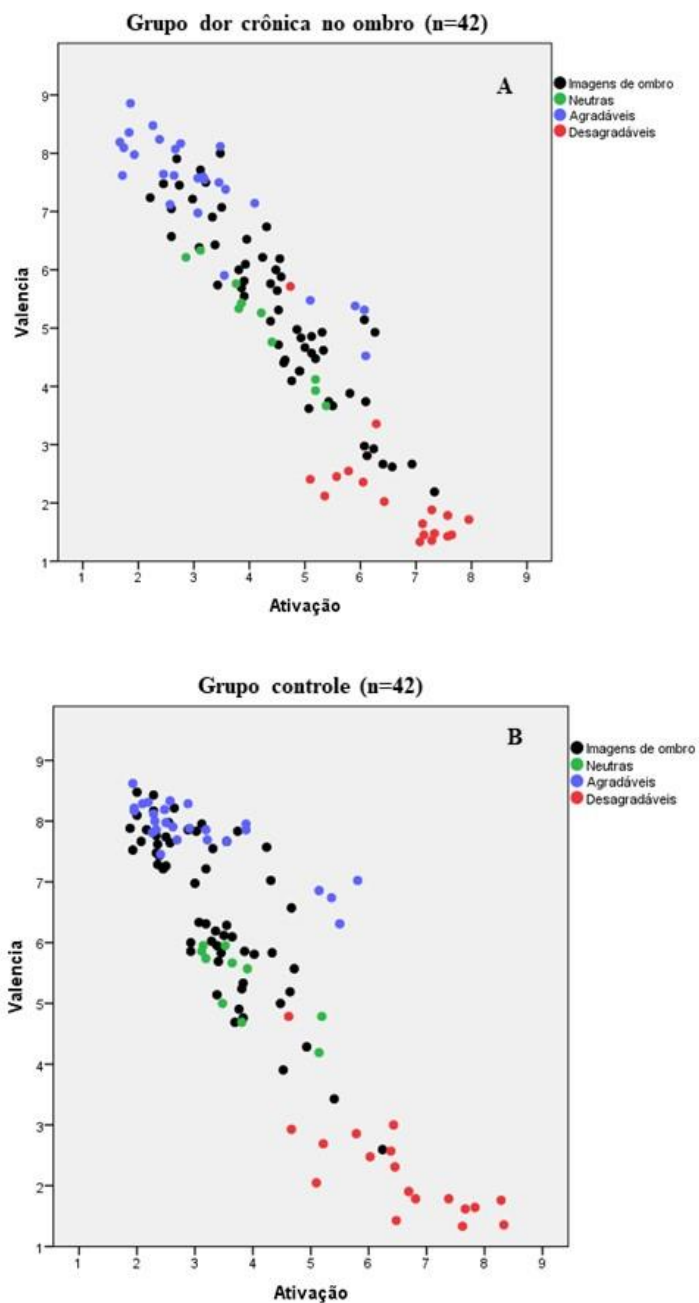 Grupo dor crônica no ombro (n=42)
A
Imagens de ombro
Neutras
Agradáveis
Desagradáveis
Valencia
9
8
7
6
5
4
3
2
1
1 2 3 4 5 6 7 8 9
Ativação
Grupo controle (n=42)
B
Imagens de ombro
Neutras
Agradáveis
Desagradáveis
Valencia
9
8
7
6
5
4
3
2
1
1 2 3 4 5 6 7 8 9
Ativação